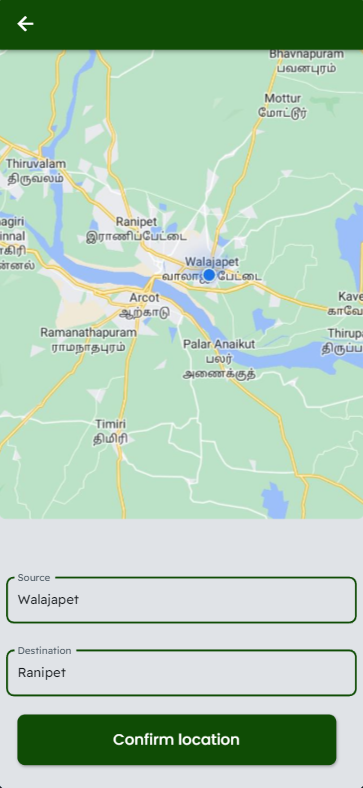 Bhavnapuram
பவனபுரம்
Mottur
மோட்டூர்
Thiruvalam
திருவலம்
Ranipet
இராணிப்பேட்டை
Walajapet
Arcot
ஆற்காடு
Ramanathapuram
ராமநாதபுரம்
Palar Anaikut
பலர்
அணைக்குத்
Timiri
திமிரி
Source
Walajapet
Destination
Ranipet
Confirm location